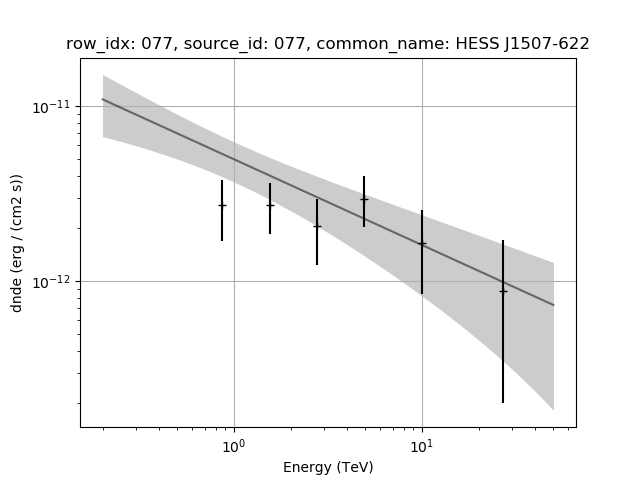 row_idx: 077, source_id: 077, common_name: HESS J1507-622
dnde (erg / (cm2 s))
10⁻¹¹
10⁻¹²
10⁰
10¹
Energy (TeV)